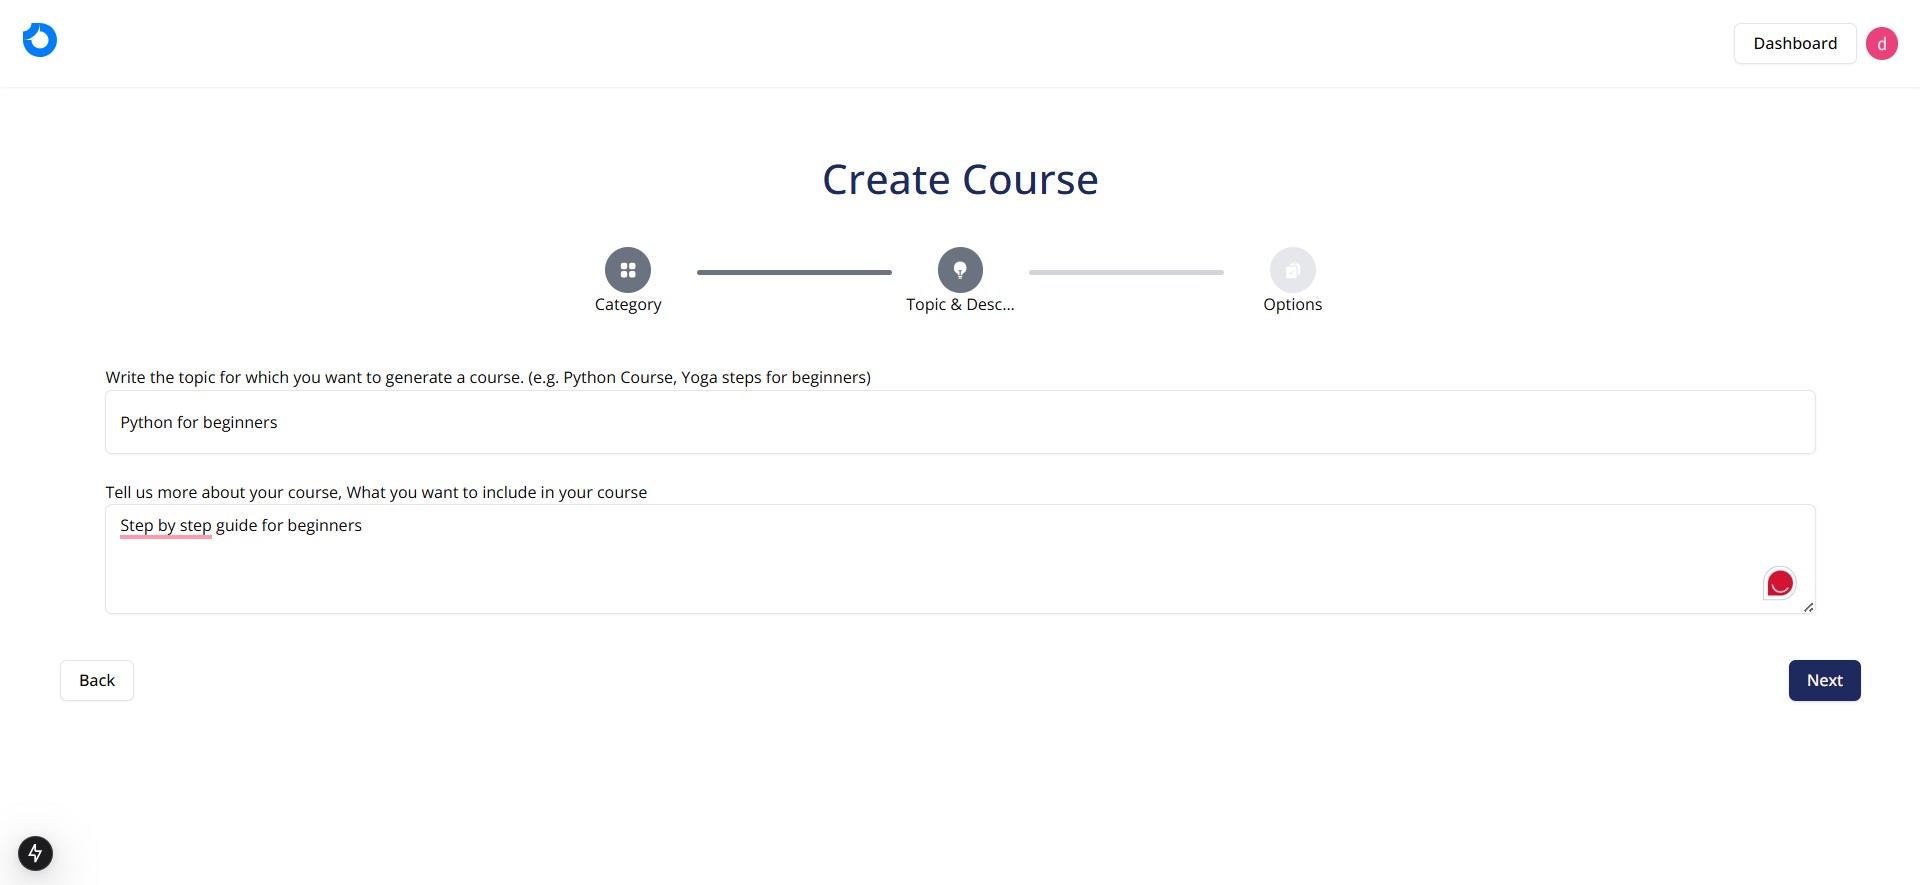 Dashboard
d
Create Course
Category
Topic & Desc...
Options
Write the topic for which you want to generate a course. (e.g. Python Course, Yoga steps for beginners)
Python for beginners
Tell us more about your course, What you want to include in your course
Step by step guide for beginners
Back
Next